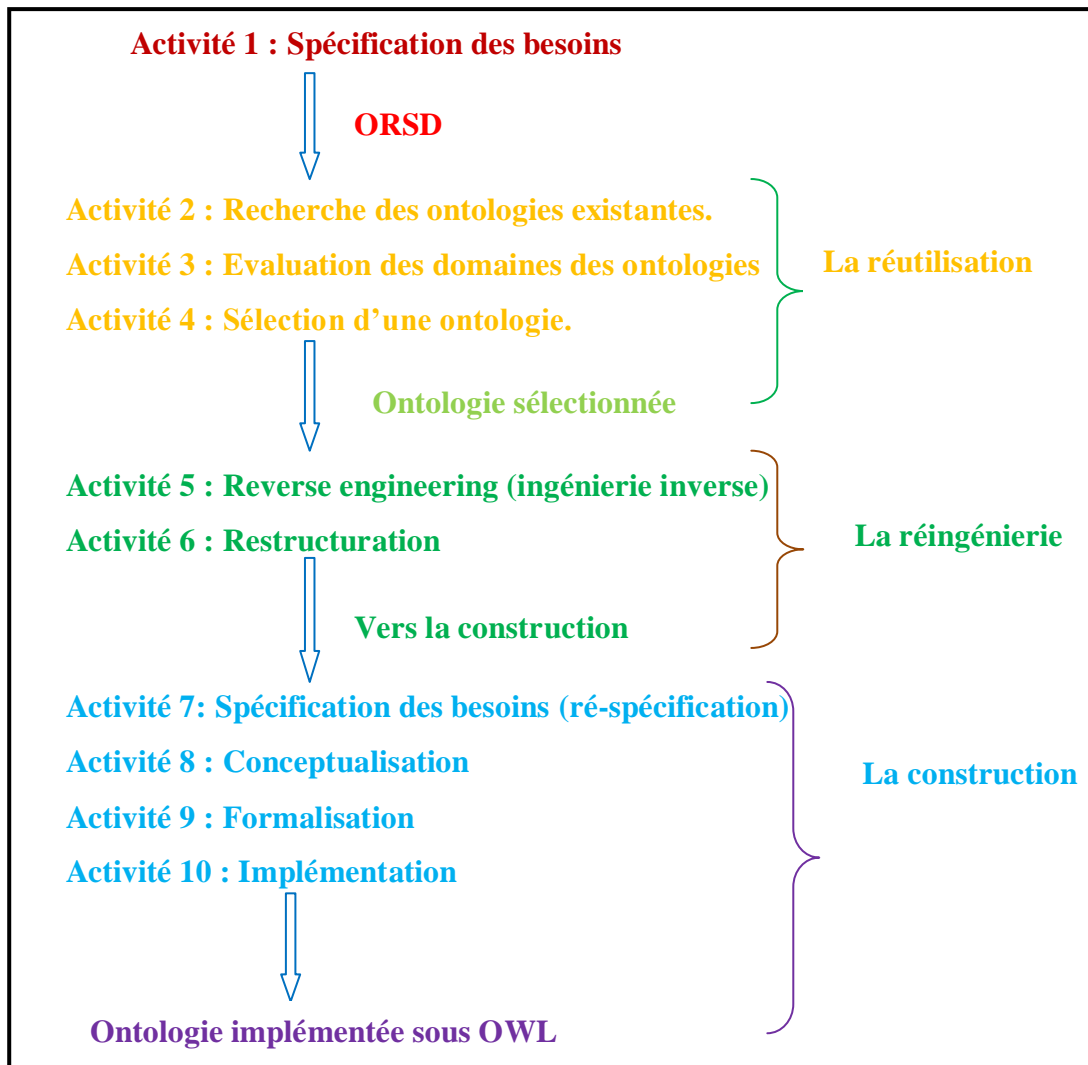 Activité 1 : Spécification des besoins
ORSD
Activité 2 : Recherche des ontologies existantes.
Activité 3 : Evaluation des domaines des ontologies
La réutilisation
Activité 4 : Sélection d’une ontologie.
Ontologie sélectionnée
Activité 5 : Reverse engineering (ingénierie inverse)
Activité 6 : Restructuration
La réingénierie
Vers la construction
Activité 7: Spécification des besoins (ré-spécification)
Activité 8 : Conceptualisation
La construction
Activité 9 : Formalisation
Activité 10 : Implémentation
Ontologie implémentée sous OWL